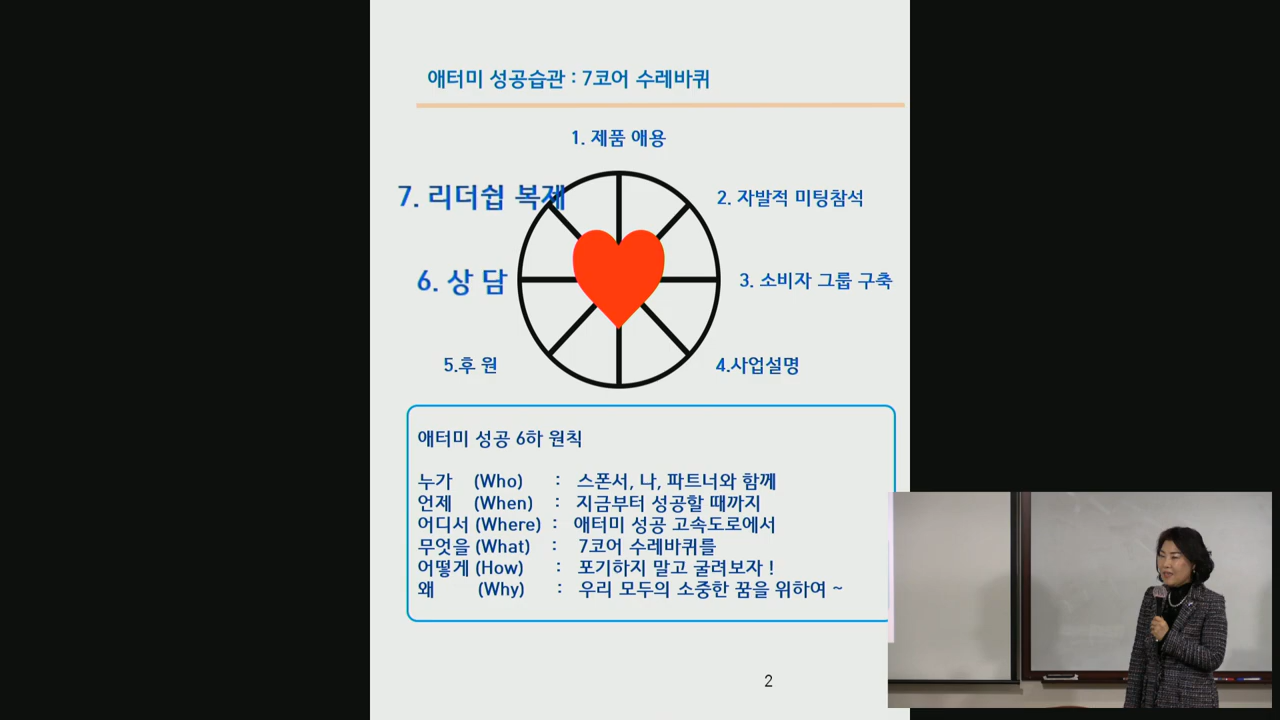 애터미 성공습관 : 7코어 수레바퀴
1. 제품 애용
7. 리더쉽 복제
2. 자발적 미팅참석
6. 상 담
3. 소비자 그룹 구축
5.후 원
4.사업설명
애터미 성공 6하 원칙
누가 (Who) : 스폰서, 나, 파트너와 함께
언제 (When) : 지금부터 성공할 때까지
어디서 (Where) : 애터미 성공 고속도로에서
무엇을 (What) : 7코어 수레바퀴를
어떻게 (How) : 포기하지 말고 굴려보자 !
왜 (Why) : 우리 모두의 소중한 꿈을 위하여 ~
2